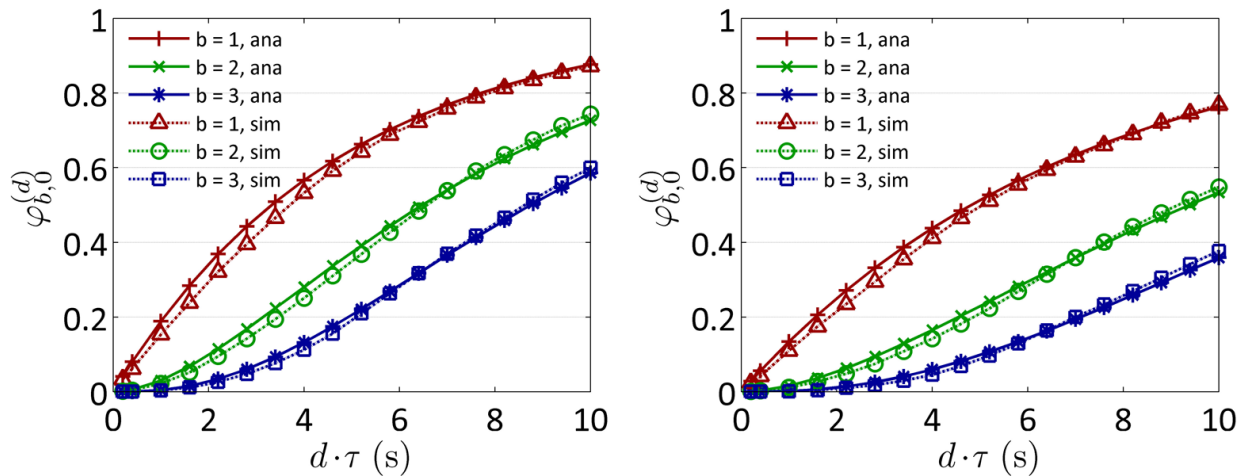 1
0.8
0.6
0.4
0.2
0
φ_{b,0}^{(d)}
b = 1, ana
b = 2, ana
b = 3, ana
b = 1, sim
b = 2, sim
b = 3, sim
0 2 4 6 8 10
d · τ (s)
1
0.8
0.6
0.4
0.2
0
φ_{b,0}^{(d)}
b = 1, ana
b = 2, ana
b = 3, ana
b = 1, sim
b = 2, sim
b = 3, sim
0 2 4 6 8 10
d · τ (s)